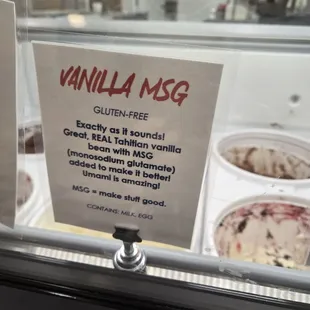 VANILLA MSG
GLUTEN-FREE
Exactly as it sounds!
Great, REAL Tahitian vanilla
bean with MSG
(monosodium glutamate)
added to make it better!
Umami is amazing!
MSG = make stuff good.
CONTAINS: MILK, EGG